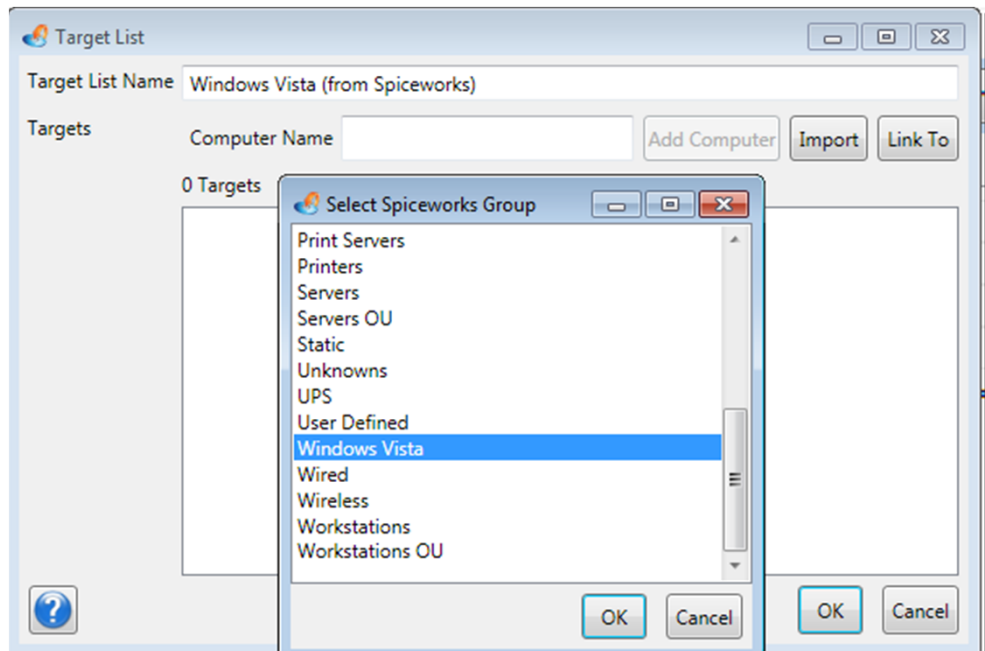 Target List
Target List Name Windows Vista (from Spiceworks)
Targets Computer Name Add Computer Import Link To
0 Targets
Select Spiceworks Group
Print Servers
Printers
Servers
Servers OU
Static
Unknowns
UPS
User Defined
Windows Vista
Wired
Wireless
Workstations
Workstations OU
OK Cancel
OK Cancel